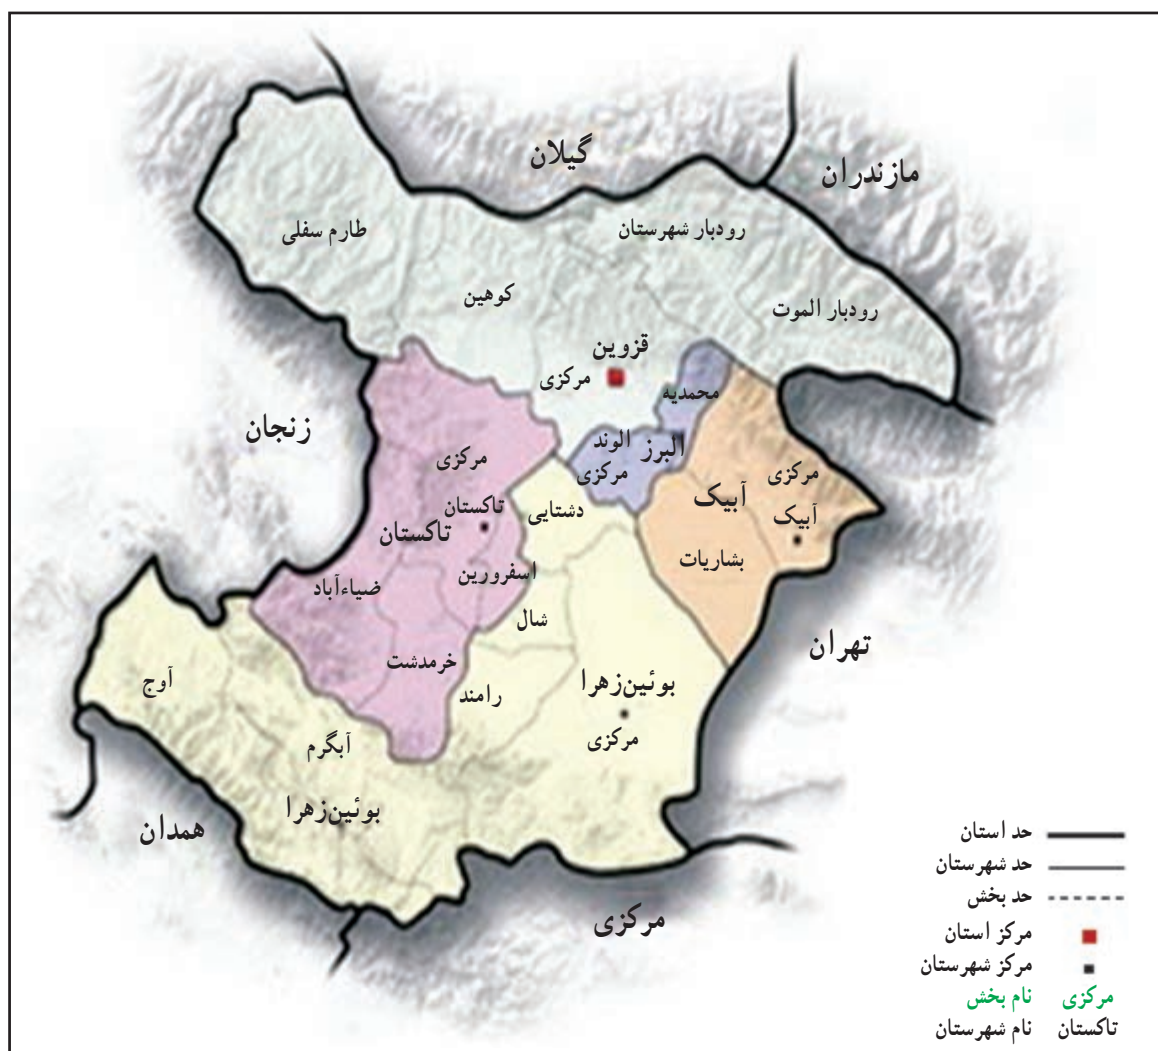 گیلان
مازندران
طارم سفلی
رودبار شهرستان
کوهین
رودبار الموت
قزوین
مرکزی
محمدیه
زنجان
الوند
البرز
مرکزی
مرکزی
مرکزی
آبیک
تاکستان
دشتابی
آبیک
تاکستان
بشاریات
اسفرورین
ضیاءآباد
شال
تهران
خرمدشت
بوئین‌زهرا
رامند
آوج
مرکزی
آبگرم
بوئین‌زهرا
همدان
مرکزی
حد استان
حد شهرستان
حد بخش
مرکز استان
مرکز شهرستان
مرکزی نام بخش
تاکستان نام شهرستان